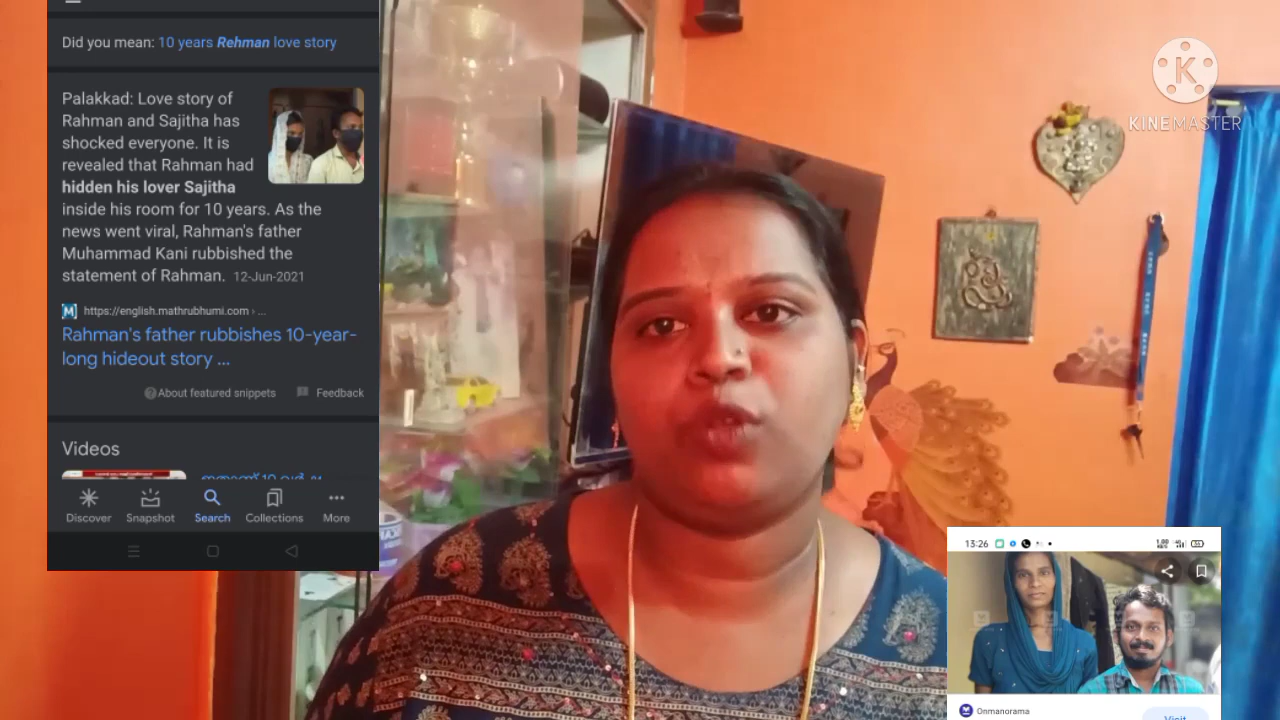 Did you mean: 10 years Rehman love story
Palakkad: Love story of
Rahman and Sajitha has
shocked everyone. It is
revealed that Rahman had
hidden his lover Sajitha
inside his room for 10 years. As the
news went viral, Rahman's father
Muhammad Kani rubbished the
statement of Rahman. 12-Jun-2021
M https://english.mathrubhumi.com › ...
Rahman's father rubbishes 10-year-
long hideout story ...
About featured snippets Feedback
Videos
Discover Snapshot Search Collections More
K
KINEMASTER
13:26
1.00
Onmanorama
Visit